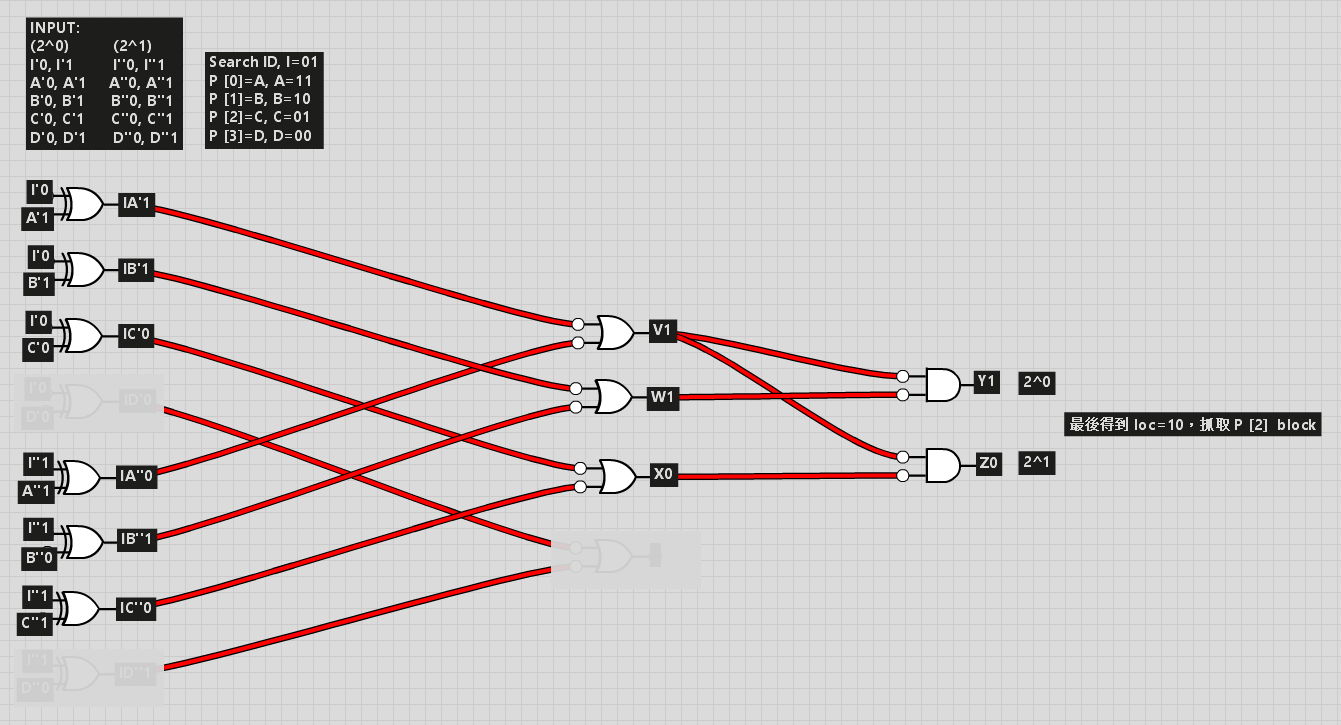 INPUT:
(2^0) (2^1)
I'0, I'1 I''0, I''1
A'0, A'1 A''0, A''1
B'0, B'1 B''0, B''1
C'0, C'1 C''0, C''1
D'0, D'1 D''0, D''1
Search ID, I=01
P [0]=A, A=11
P [1]=B, B=10
P [2]=C, C=01
P [3]=D, D=00
I'0
A'1
IA'1
I'0
B'1
IB'1
I'0
C'0
IC'0
I'0
D'0
ID'0
I''1
A''1
IA''0
I''1
B''0
IB''1
I''1
C''1
IC''0
I''1
D''0
ID''1
V1
W1
X0
Y1 2^0
Z0 2^1
最後得到 loc=10，抓取 P [2] block